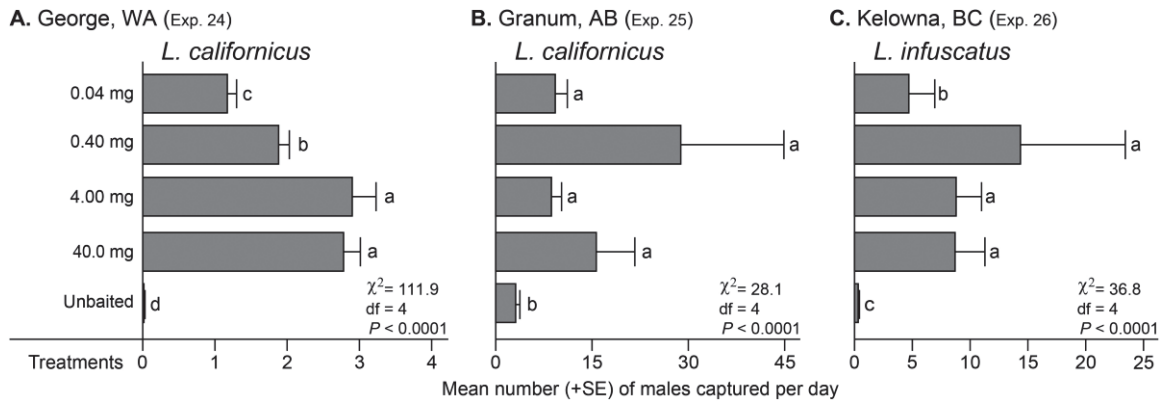 A. George, WA (Exp. 24)
L. californicus
0.04 mg
c
0.40 mg
b
4.00 mg
a
40.0 mg
a
Unbaited
d
χ²= 111.9
df = 4
P < 0.0001
Treatments
0 1 2 3 4
B. Granum, AB (Exp. 25)
L. californicus
a
a
a
a
b
χ²= 28.1
df = 4
P < 0.0001
0 15 30 45
C. Kelowna, BC (Exp. 26)
L. infuscatus
b
a
a
a
c
χ²= 36.8
df = 4
P < 0.0001
0 5 10 15 20 25
Mean number (+SE) of males captured per day